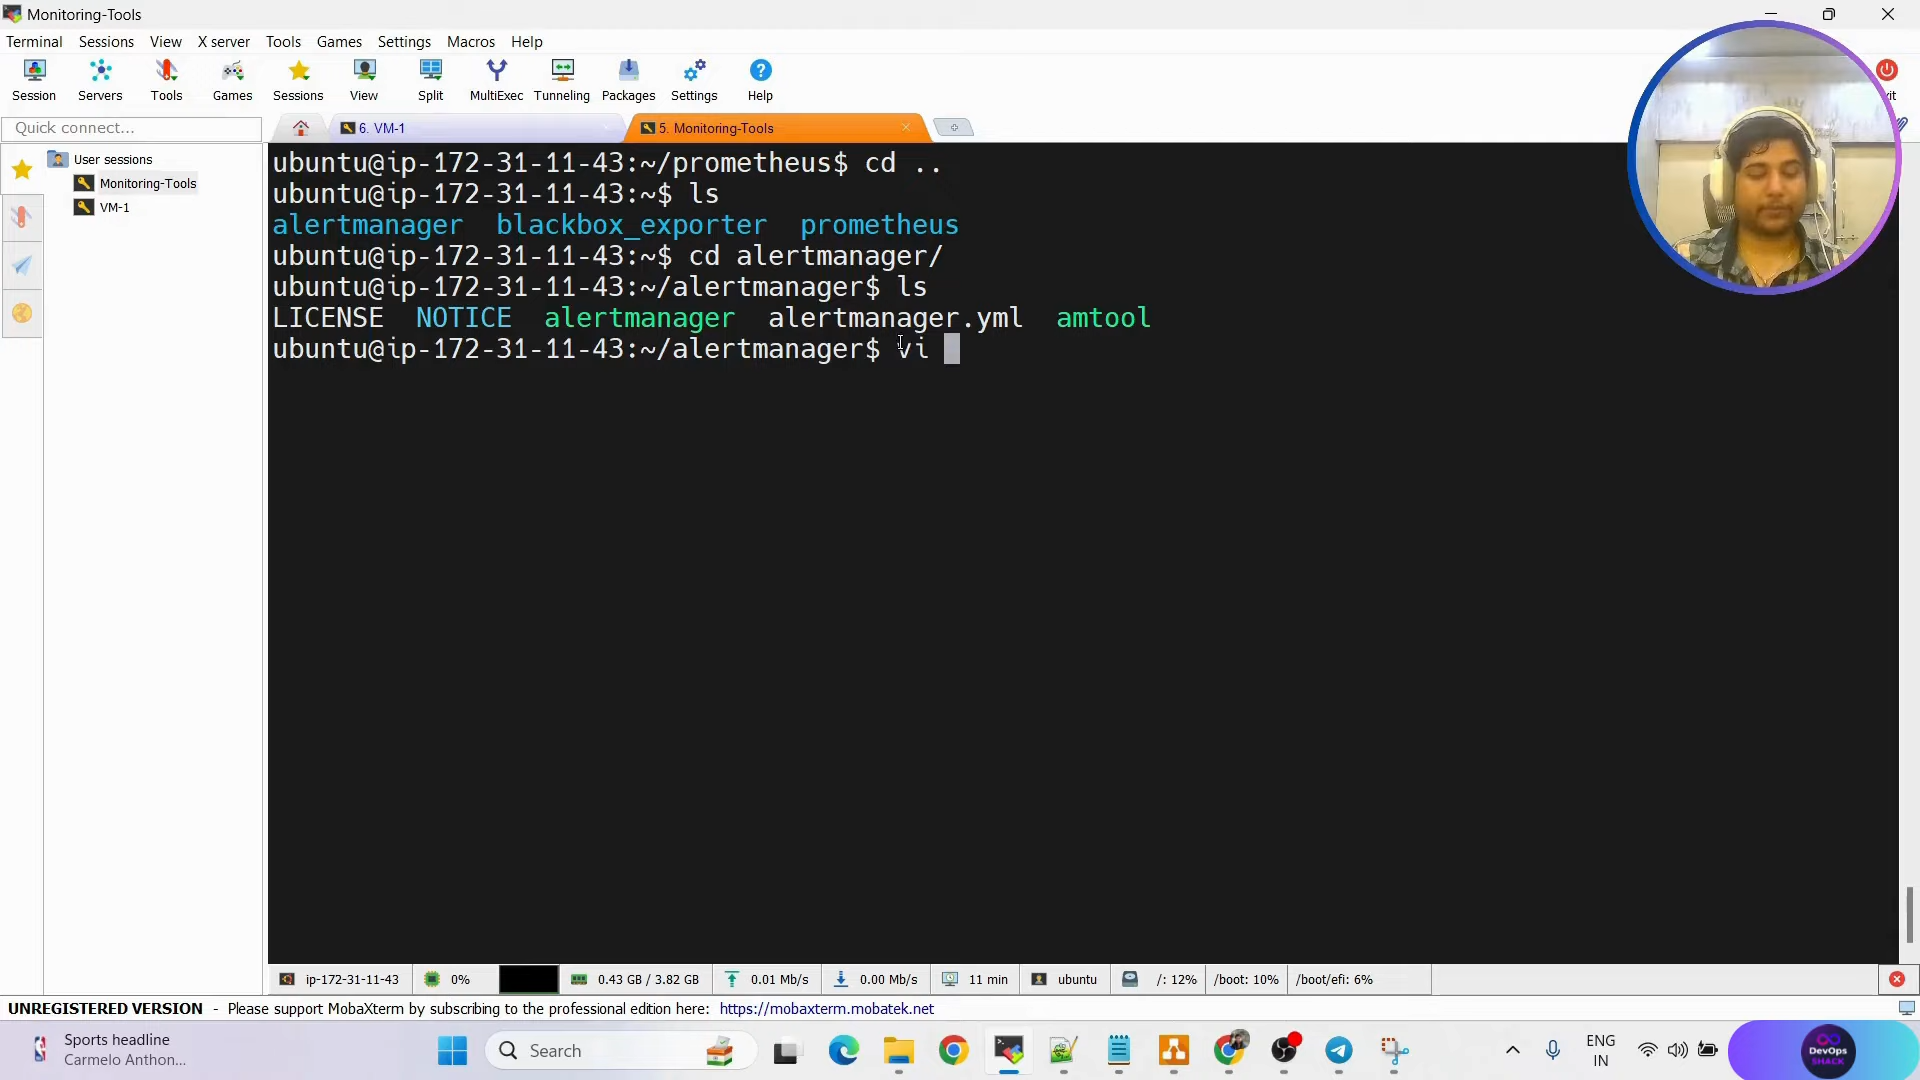 Monitoring-Tools
Terminal Sessions View X server Tools Games Settings Macros Help
Session Servers Tools Games Sessions View Split MultiExec Tunneling Packages Settings Help
Quick connect...
6. VM-1
5. Monitoring-Tools
User sessions
Monitoring-Tools
VM-1
ubuntu@ip-172-31-11-43:~/prometheus$ cd ..
ubuntu@ip-172-31-11-43:~$ ls
alertmanager blackbox_exporter prometheus
ubuntu@ip-172-31-11-43:~$ cd alertmanager/
ubuntu@ip-172-31-11-43:~/alertmanager$ ls
LICENSE NOTICE alertmanager alertmanager.yml amtool
ubuntu@ip-172-31-11-43:~/alertmanager$ vi
ip-172-31-11-43 0% 0.43 GB / 3.82 GB 0.01 Mb/s 0.00 Mb/s 11 min ubuntu /: 12% /boot: 10% /boot/efi: 6%
UNREGISTERED VERSION - Please support MobaXterm by subscribing to the professional edition here: https://mobaxterm.mobatek.net
Sports headline
Carmelo Anthon...
Search
ENG
IN
DevOps
SHACK